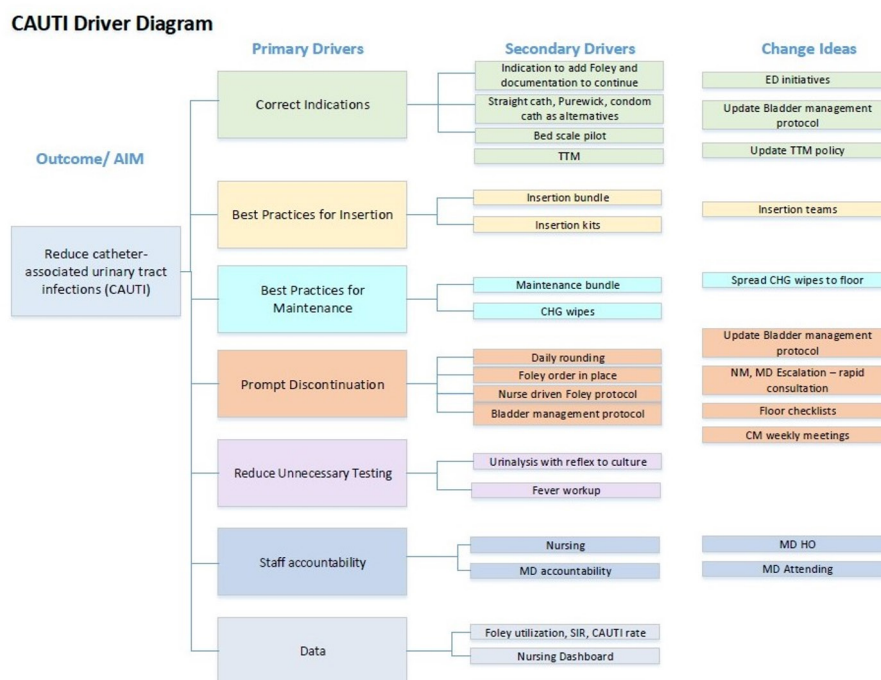 CAUTI Driver Diagram
Primary Drivers
Secondary Drivers
Change Ideas
Outcome/ AIM
Reduce catheter-
associated urinary tract
infections (CAUTI)
Correct Indications
Indication to add Foley and
documentation to continue
Straight cath, Purewick, condom
cath as alternatives
Bed scale pilot
TTM
ED initiatives
Update Bladder management
protocol
Update TTM policy
Best Practices for Insertion
Insertion bundle
Insertion kits
Insertion teams
Best Practices for
Maintenance
Maintenance bundle
CHG wipes
Spread CHG wipes to floor
Prompt Discontinuation
Daily rounding
Foley order in place
Nurse driven Foley protocol
Bladder management protocol
Update Bladder management
protocol
NM, MD Escalation – rapid
consultation
Floor checklists
CM weekly meetings
Reduce Unnecessary Testing
Urinalysis with reflex to culture
Fever workup
Staff accountability
Nursing
MD accountability
MD HO
MD Attending
Data
Foley utilization, SIR, CAUTI rate
Nursing Dashboard